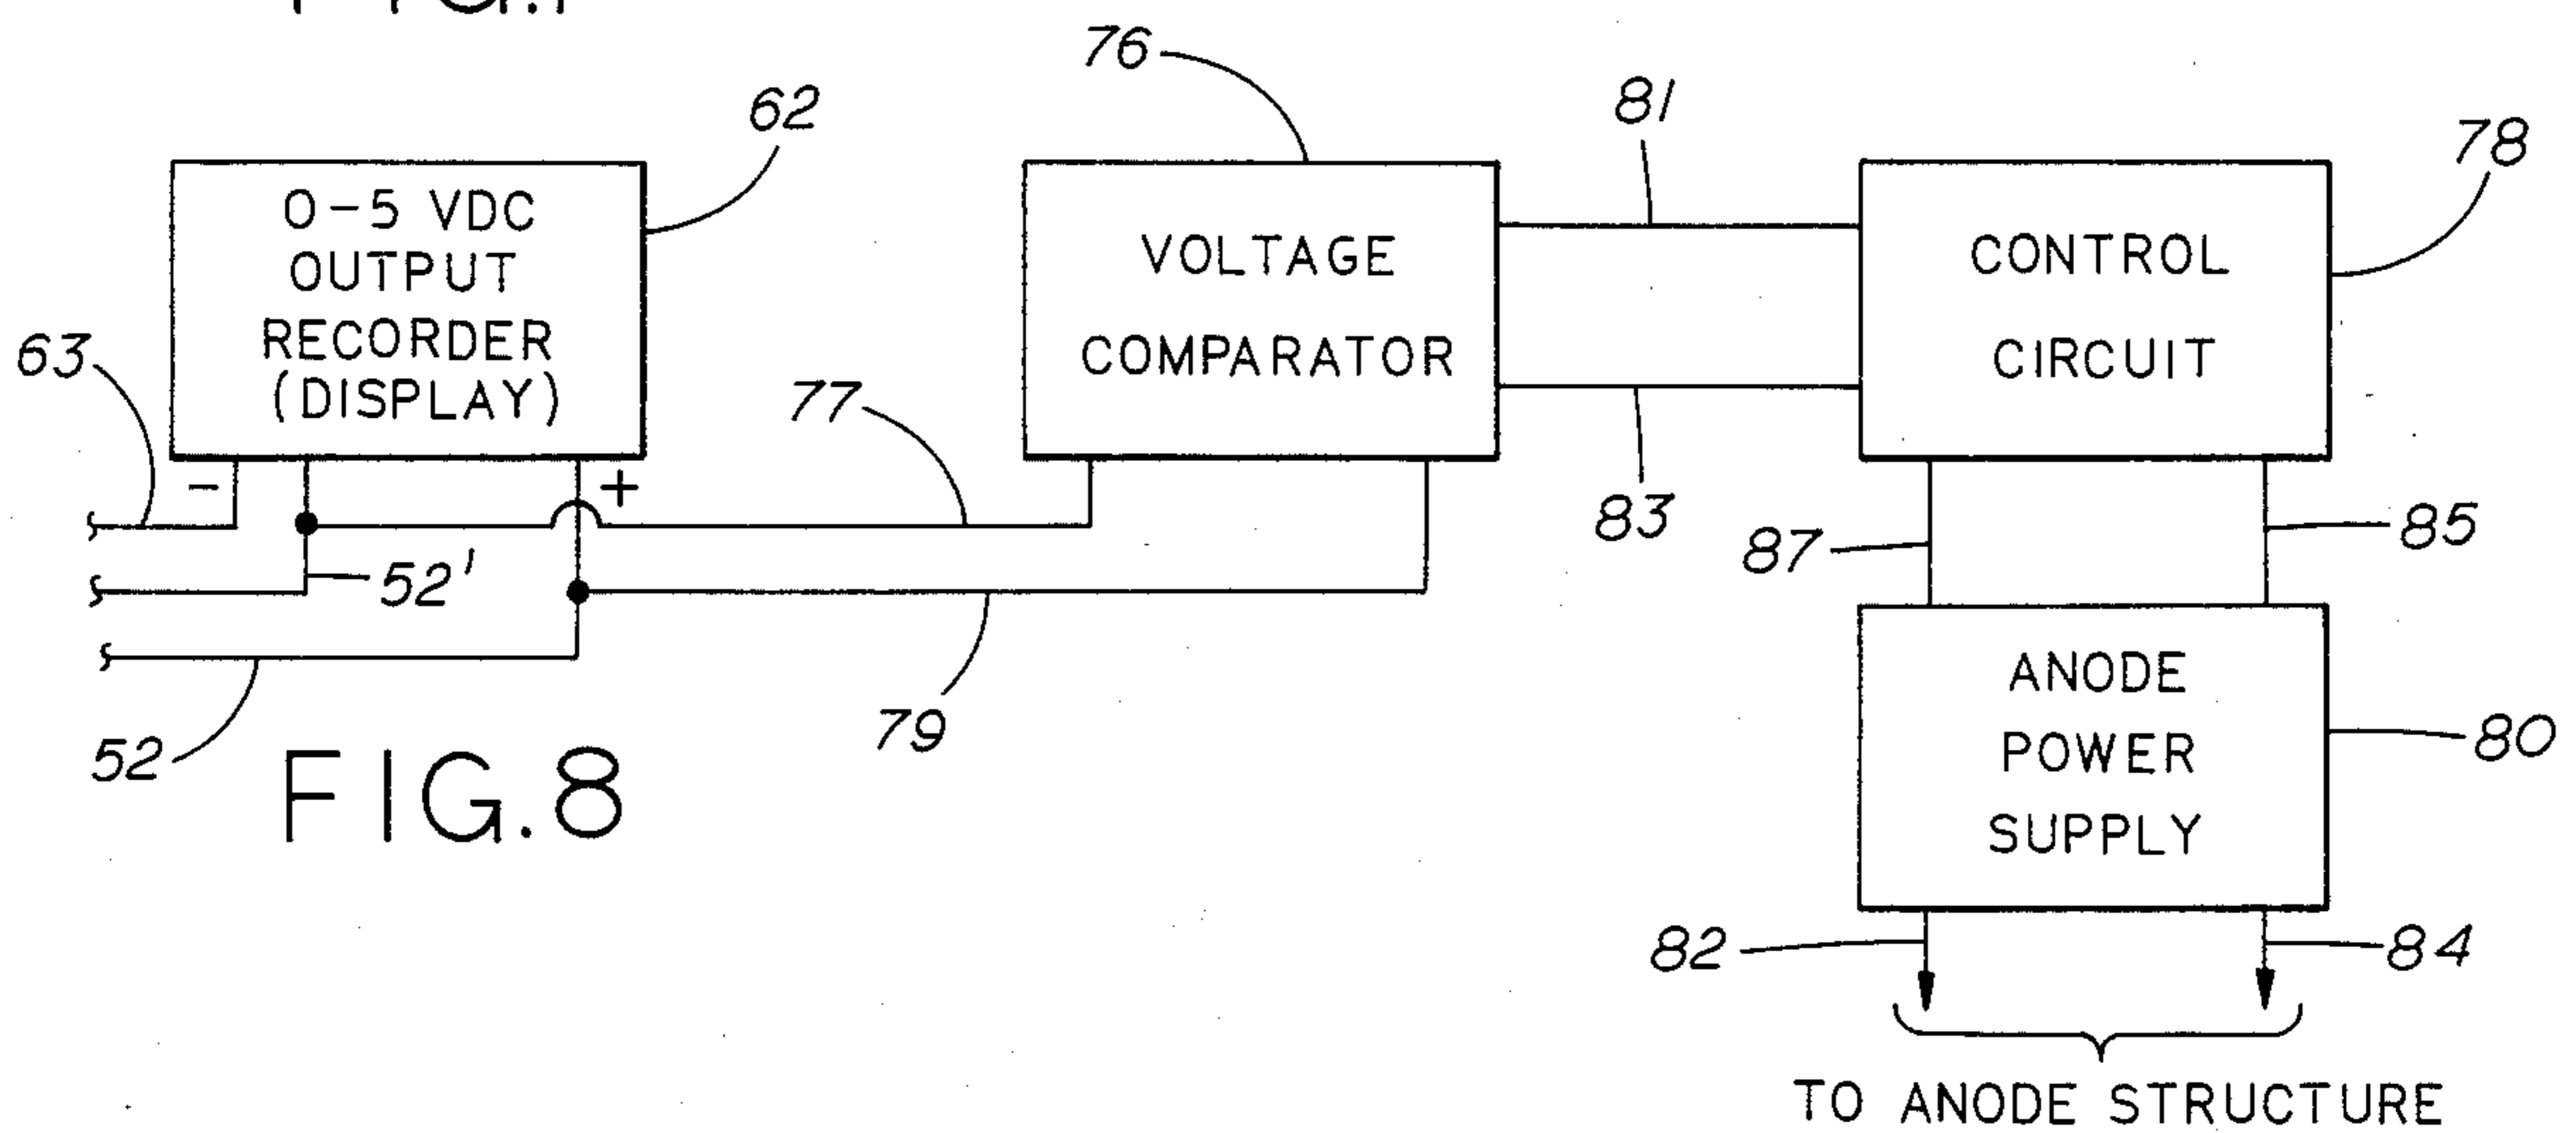 76
81
62
78
0-5 VDC
OUTPUT
RECORDER
(DISPLAY)
VOLTAGE
COMPARATOR
CONTROL
CIRCUIT
63
77
- +
83
87
85
52'
79
52
FIG.8
ANODE
POWER
SUPPLY
80
82
84
TO ANODE STRUCTURE